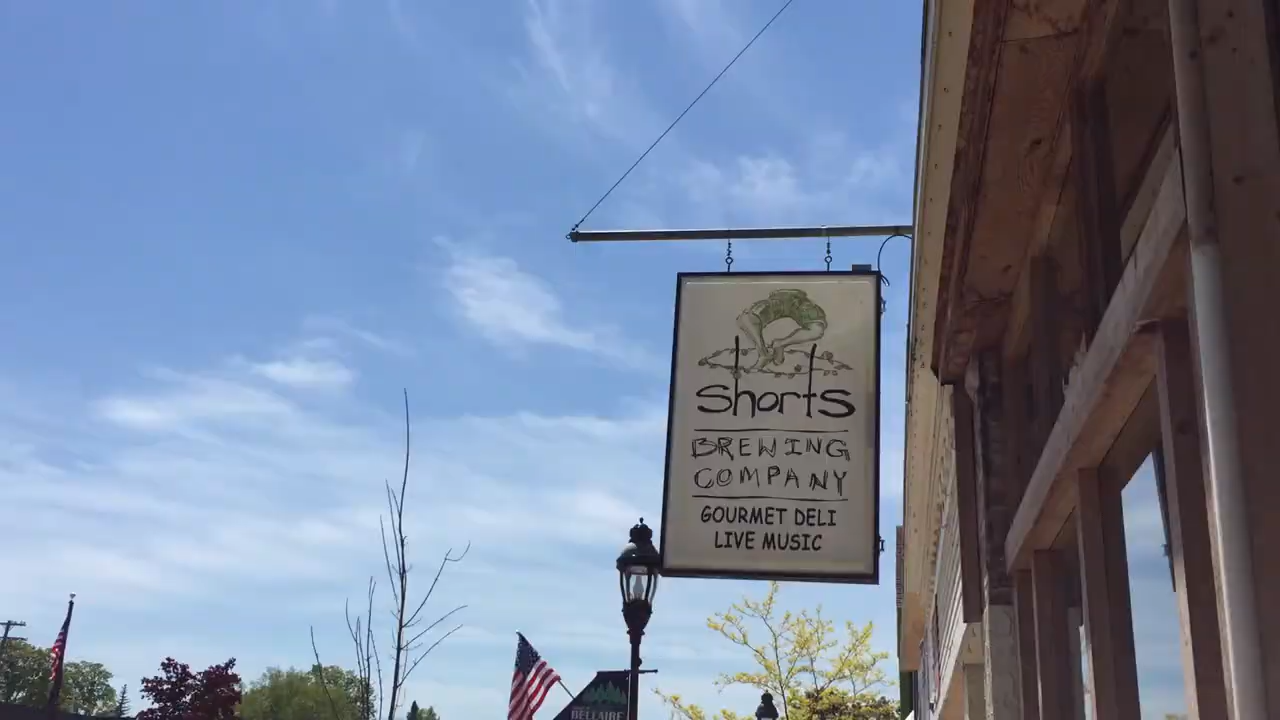 Shorts
BREWING
COMPANY
GOURMET DELI
LIVE MUSIC
BELLAIRE